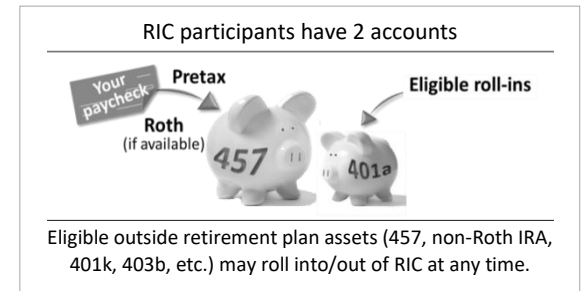 RIC participants have 2 accounts
Your
paycheck
Pretax
Roth
(if available)
457
Eligible roll-ins
401a
Eligible outside retirement plan assets (457, non-Roth IRA,
401k, 403b, etc.) may roll into/out of RIC at any time.